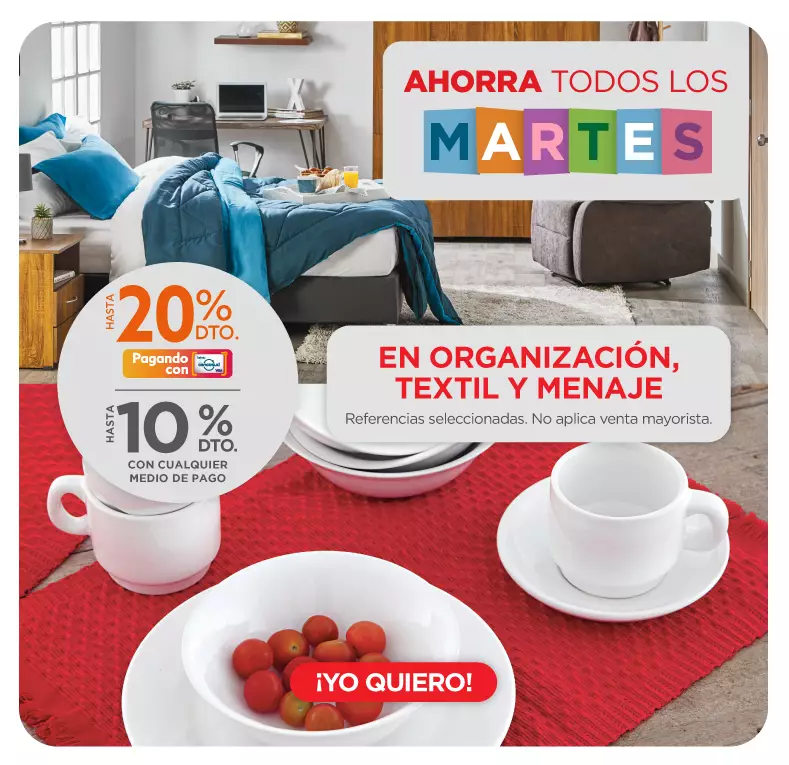 AHORRA TODOS LOS
MARTES
HASTA
20% DTO.
Pagando
con
cencosud
HASTA
10% DTO.
CON CUALQUIER
MEDIO DE PAGO
EN ORGANIZACIÓN,
TEXTIL Y MENAJE
Referencias seleccionadas. No aplica venta mayorista.
¡YO QUIERO!